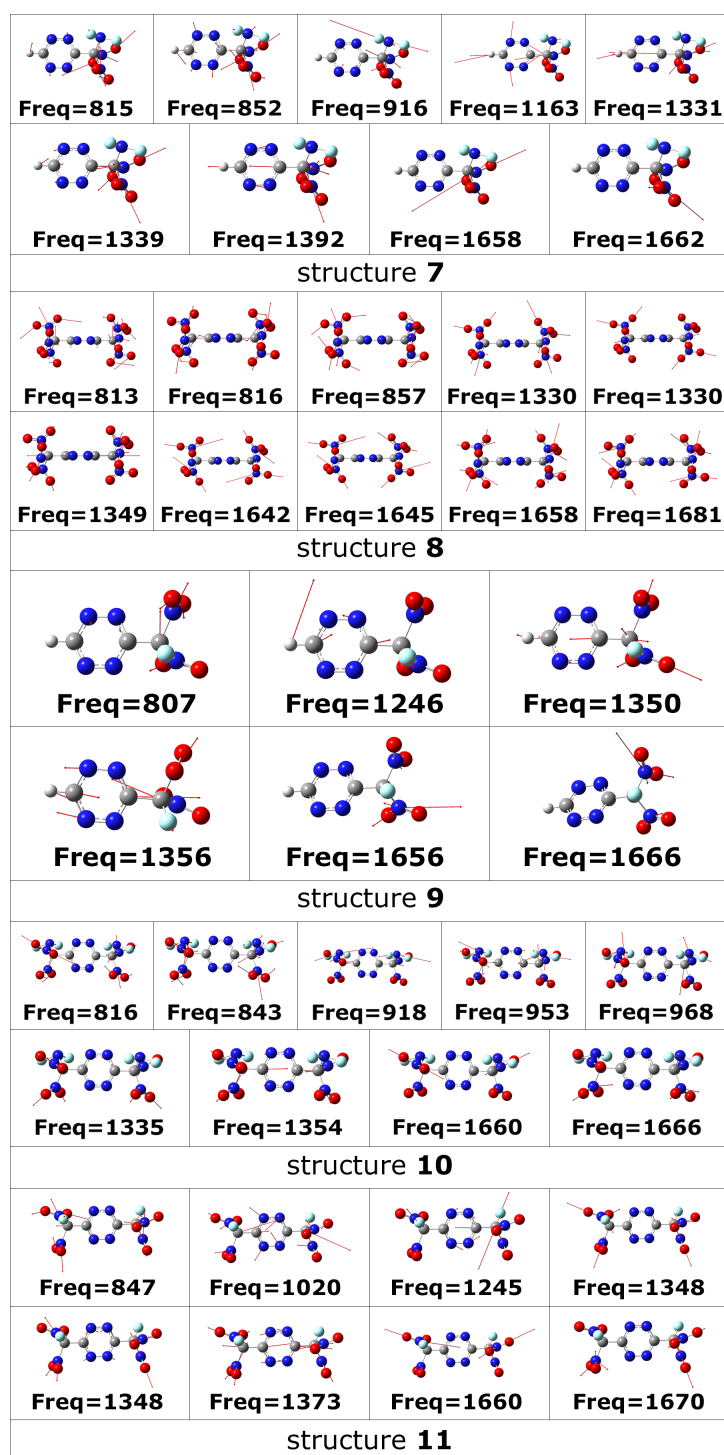 Freq=815 Freq=852 Freq=916 Freq=1163 Freq=1331
Freq=1339 Freq=1392 Freq=1658 Freq=1662
structure 7
Freq=813 Freq=816 Freq=857 Freq=1330 Freq=1330
Freq=1349 Freq=1642 Freq=1645 Freq=1658 Freq=1681
structure 8
Freq=807 Freq=1246 Freq=1350
Freq=1356 Freq=1656 Freq=1666
structure 9
Freq=816 Freq=843 Freq=918 Freq=953 Freq=968
Freq=1335 Freq=1354 Freq=1660 Freq=1666
structure 10
Freq=847 Freq=1020 Freq=1245 Freq=1348
Freq=1348 Freq=1373 Freq=1660 Freq=1670
structure 11